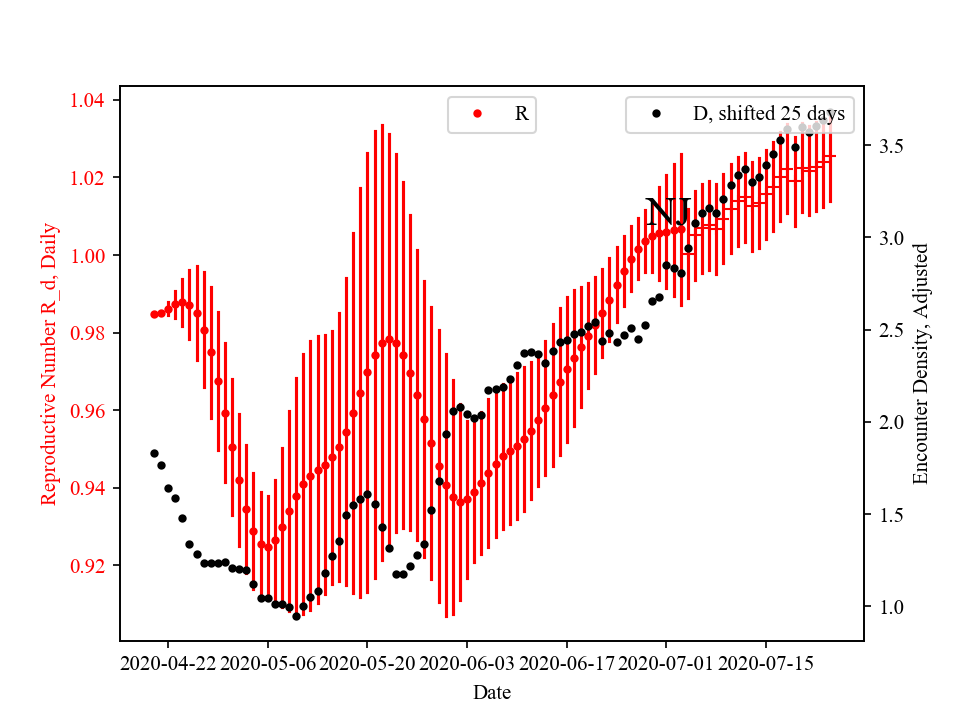 R
D, shifted 25 days
1.04
1.02
1.00
0.98
0.96
0.94
0.92
Reproductive Number R_d, Daily
NJ
3.5
3.0
2.5
2.0
1.5
1.0
Encounter Density, Adjusted
2020-04-22 2020-05-06 2020-05-20 2020-06-03 2020-06-17 2020-07-01 2020-07-15
Date